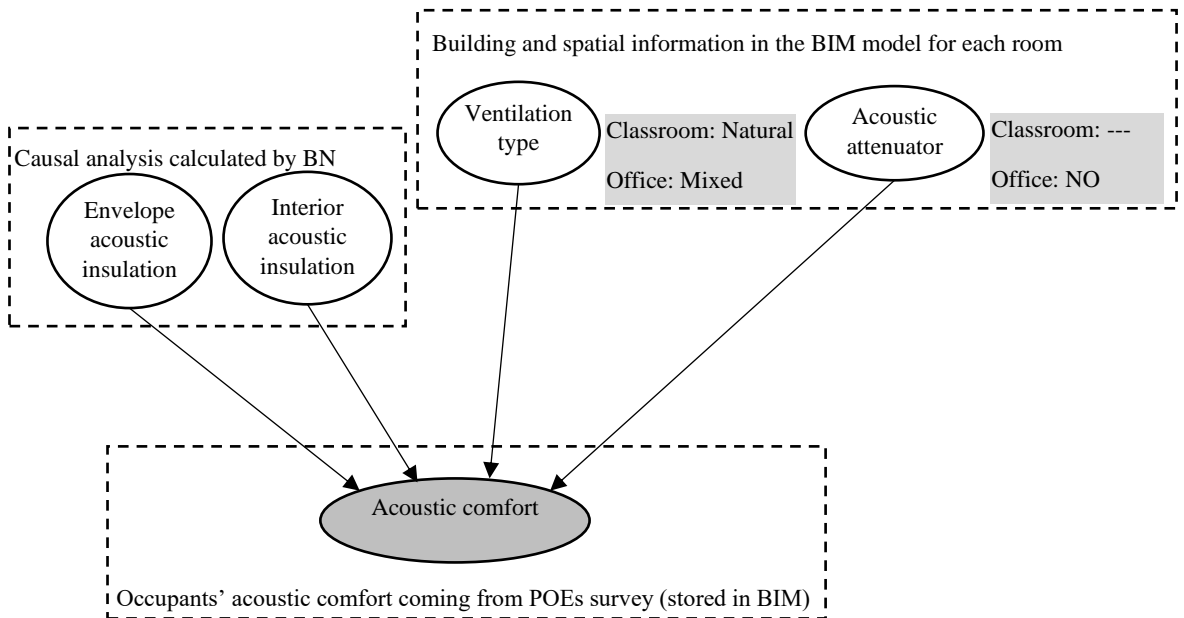 Building and spatial information in the BIM model for each room
Ventilation
type
Classroom: Natural
Office: Mixed
Acoustic
attenuator
Classroom: ---
Office: NO
Causal analysis calculated by BN
Envelope
acoustic
insulation
Interior
acoustic
insulation
Acoustic comfort
Occupants’ acoustic comfort coming from POEs survey (stored in BIM)